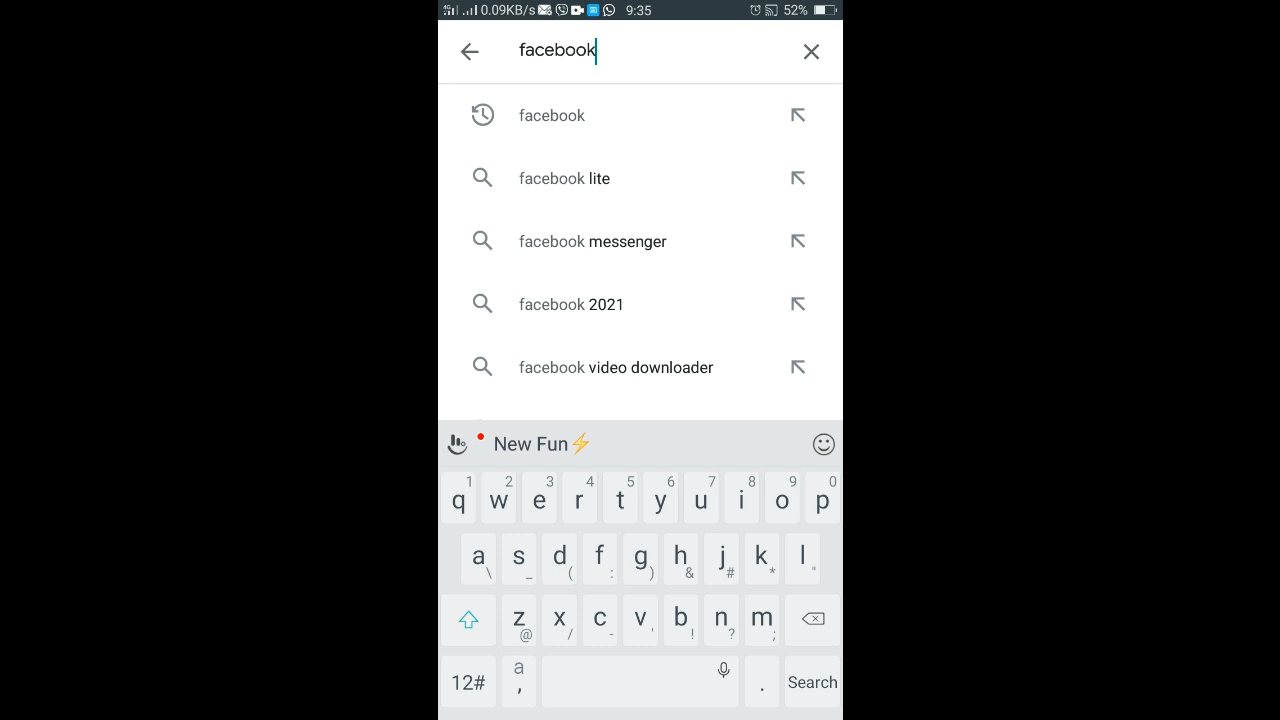 4G 0.09KB/s 9:35 52%
facebook
facebook
facebook lite
facebook messenger
facebook 2021
facebook video downloader
New Fun⚡
1 2 3 4 5 6 7 8 9 0
q w e r t y u i o p
a s d f g h j k l
\ _ ( : ) & # * "
z x c v b n m
@ / - ' ! ? ;
12# a , . Search